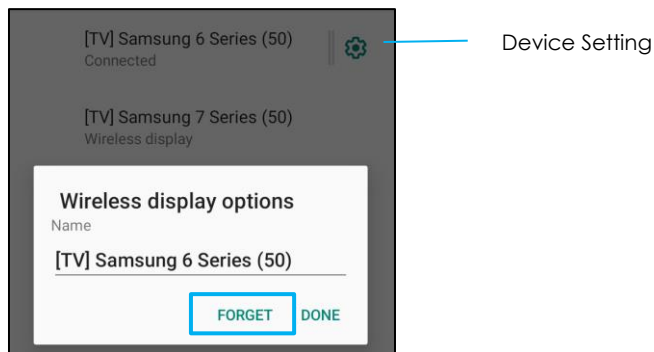 [TV] Samsung 6 Series (50)
Device Setting
Connected
[TV] Samsung 7 Series (50)
Wireless display
Wireless display options
Name
[TV] Samsung 6 Series (50)
FORGET DONE